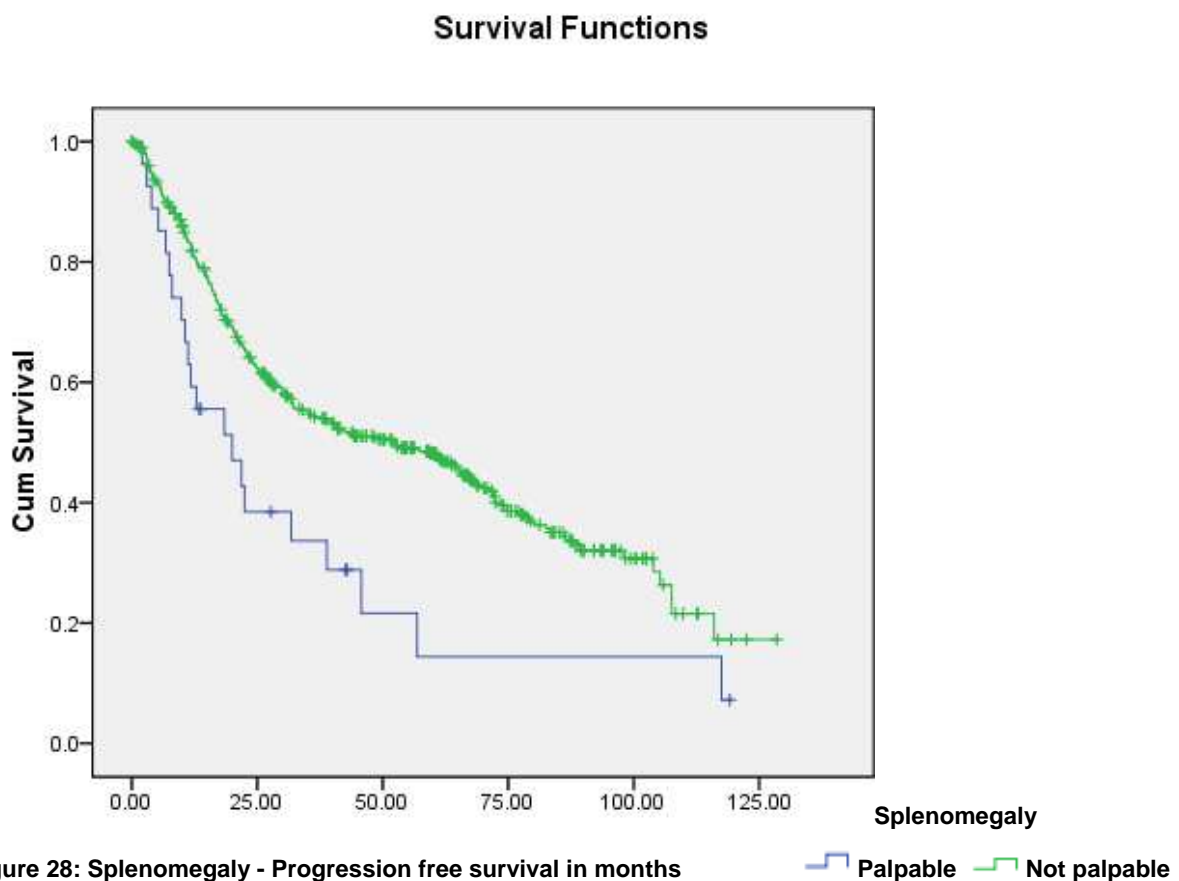 Survival Functions
Cum Survival
1.0
0.8
0.6
0.4
0.2
0.0
0.00 25.00 50.00 75.00 100.00 125.00
Splenomegaly
Palpable Not palpable
gure 28: Splenomegaly - Progression free survival in months